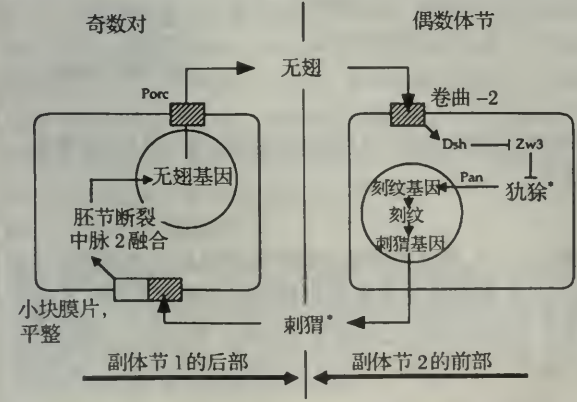 奇数对
偶数体节
Porc
无翅
卷曲-2
Dsh
Zw3
无翅基因
Pan
刻纹基因
犰狳*
刻纹
刺猬基因
胚节断裂
中脉2融合
小块膜片,
平整
刺猬*
副体节1的后部
副体节2的前部